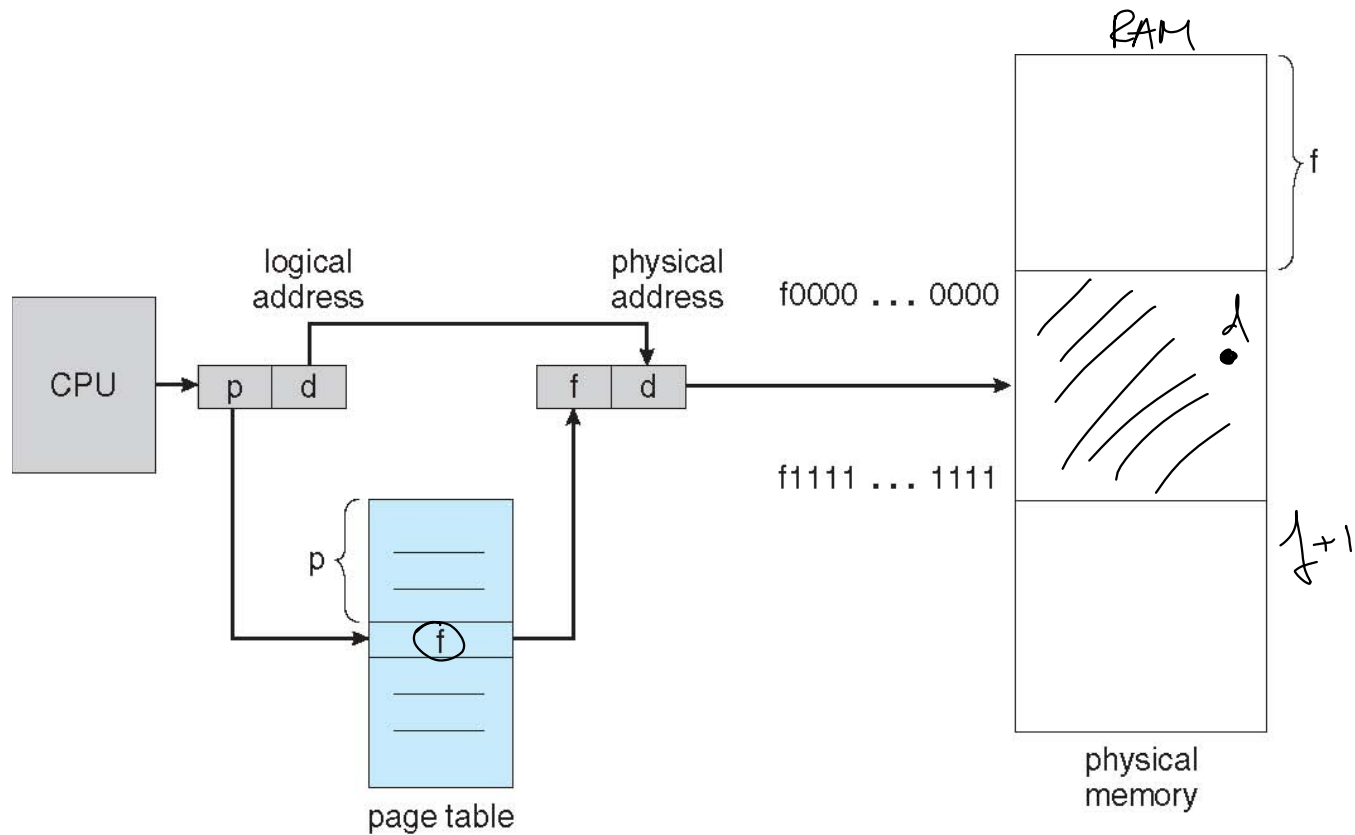 RAM
f
logical
address
physical
address
f0000 ... 0000
d
CPU
p d
f d
f1111 ... 1111
p
f
f+1
page table
physical
memory